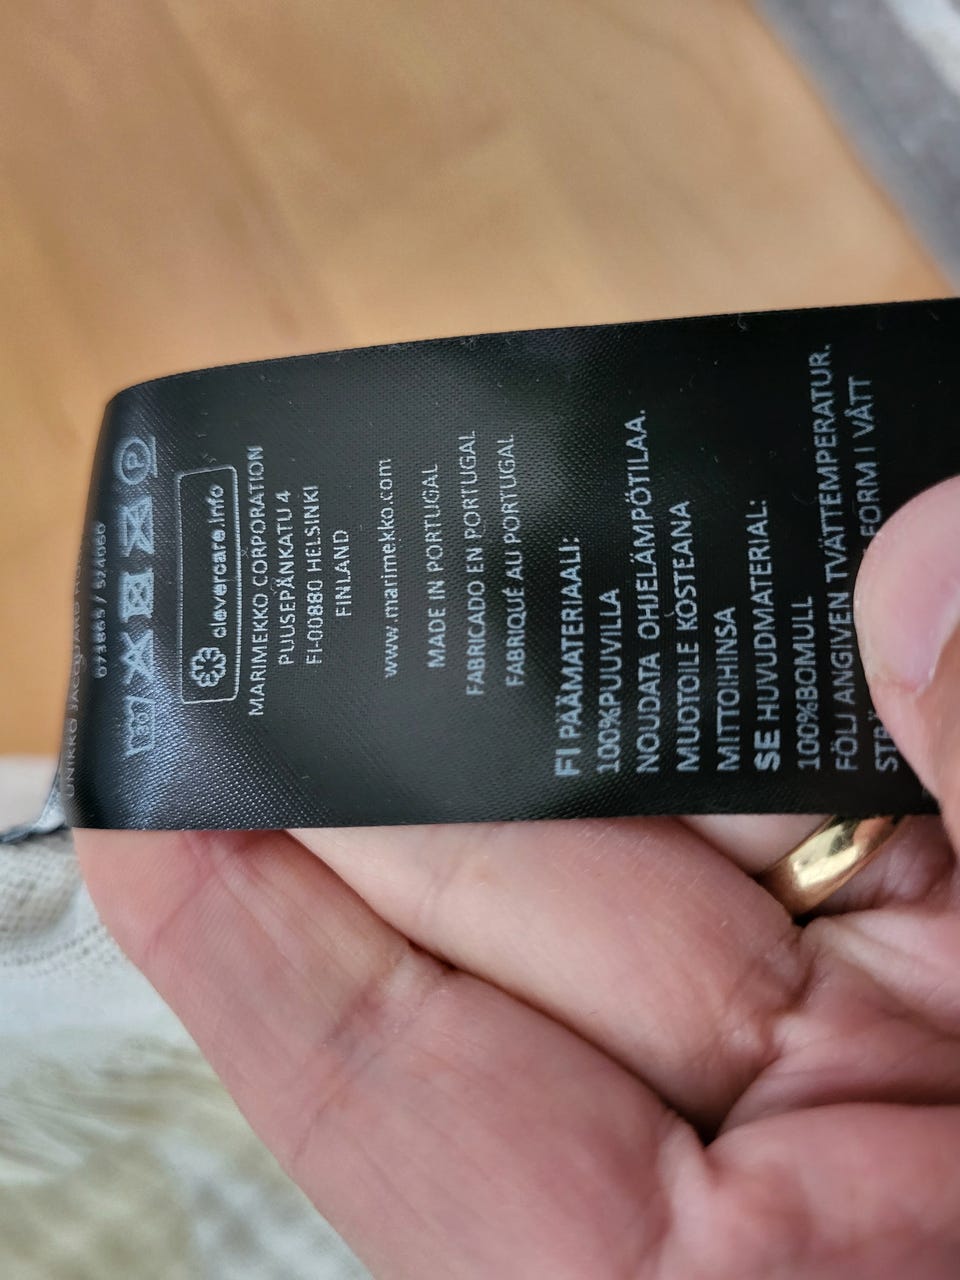 UNIKKO JACQUARD
clevercare.info
MARIMEKKO CORPORATION
PUUSEPÄNKATU 4
FI-00880 HELSINKI
FINLAND
www.marimekko.com
MADE IN PORTUGAL
FABRICADO EN PORTUGAL
FABRIQUÉ AU PORTUGAL
FI PÄÄMATERIAALI:
100%PUUVILLA
NOUDATA OHJELÄMPÖTILAA.
MUOTOILE KOSTEANA
MITTOIHINSA
SE HUVUDMATERIAL:
100%BOMULL
FÖLJ ANGIVEN TVÄTTEMPERATUR.
FORM I VÅTT